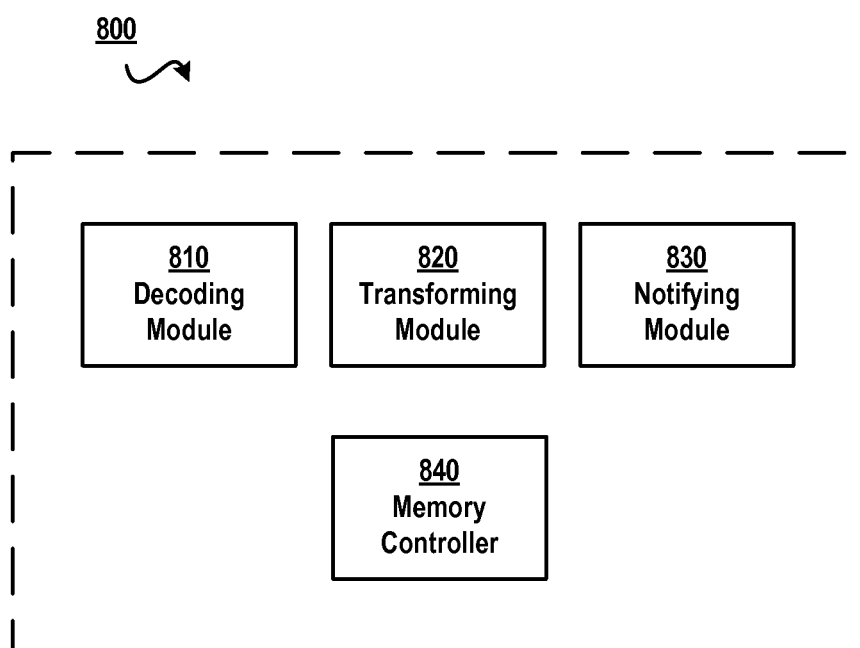 800
810
Decoding
Module
820
Transforming
Module
830
Notifying
Module
840
Memory
Controller